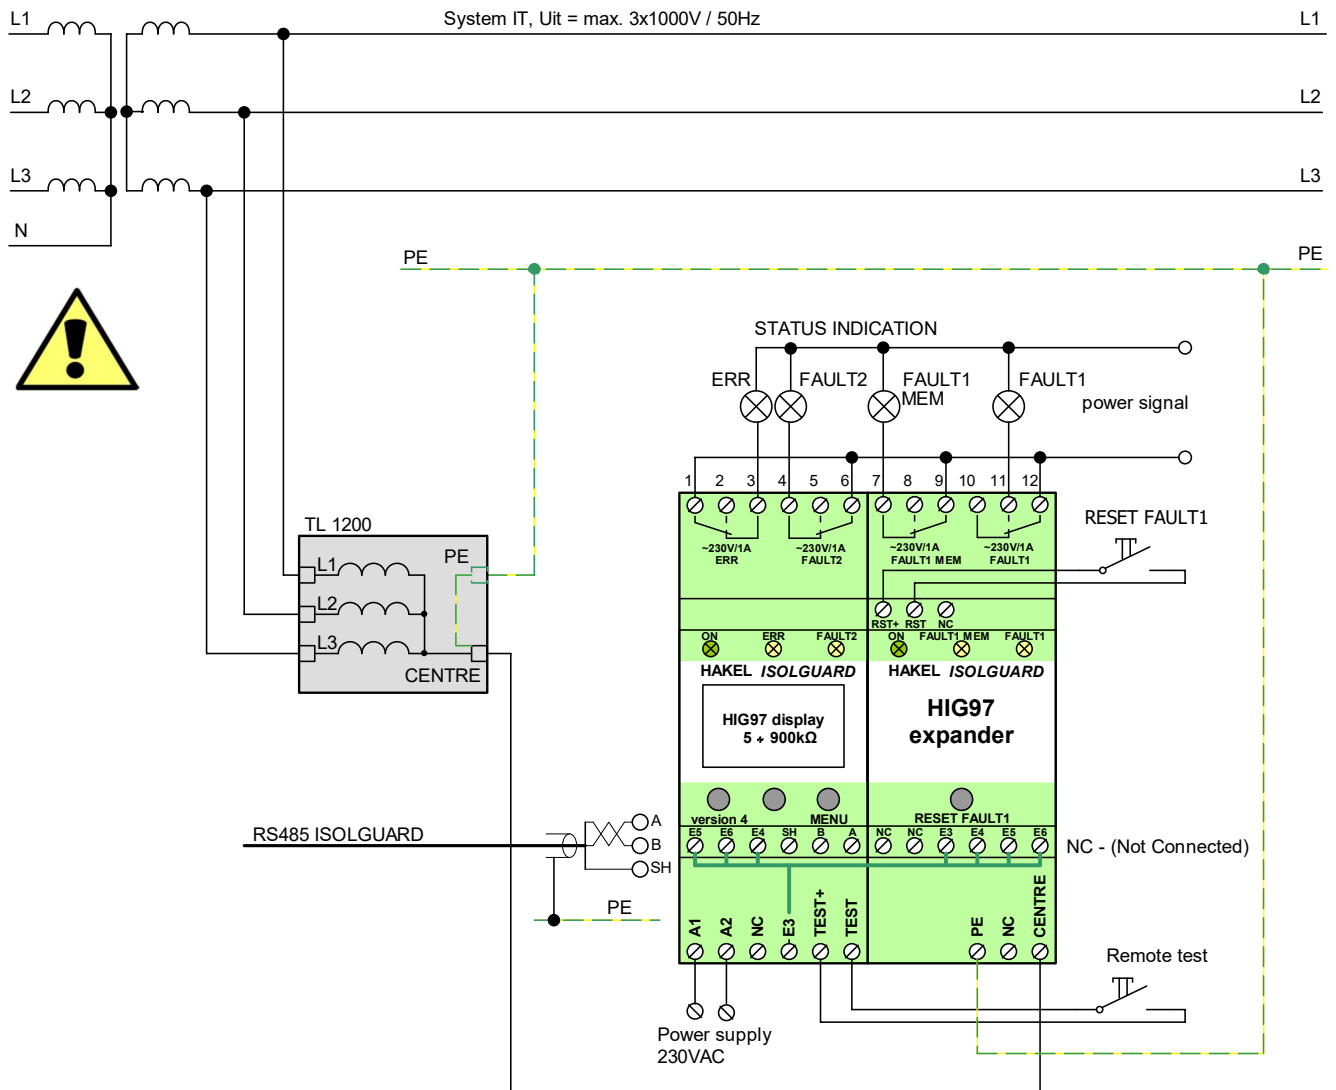 L1
System IT, Uit = max. 3x1000V / 50Hz
L1
L2
L2
L3
L3
N
PE
PE
STATUS INDICATION
ERR
FAULT2
FAULT1
MEM
FAULT1
power signal
1 2 3 4 5 6 7 8 9 10 11 12
~230V/1A
ERR
~230V/1A
FAULT2
~230V/1A
FAULT1 MEM
~230V/1A
FAULT1
RESET FAULT1
TL 1200
PE
L1
L2
L3
CENTRE
RST+ RST NC
ON ERR FAULT2
ON FAULT1 MEM FAULT1
HAKEL ISOLGUARD
HAKEL ISOLGUARD
HIG97 display
5 ÷ 900kΩ
HIG97
expander
version 4 MENU
RESET FAULT1
RS485 ISOLGUARD
A
B
SH
E5 E6 E4 SH B A
NC NC E3 E4 E5 E6
NC - (Not Connected)
PE
A1
A2
NC
E3
TEST+
TEST
PE
NC
CENTRE
Remote test
Power supply
230VAC